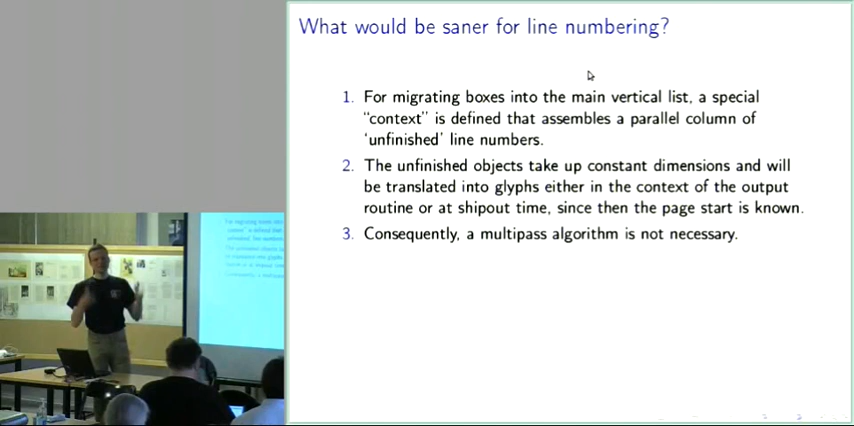 What would be saner for line numbering?
1. For migrating boxes into the main vertical list, a special
“context” is defined that assembles a parallel column of
‘unfinished’ line numbers.
2. The unfinished objects take up constant dimensions and will
be translated into glyphs either in the context of the output
routine or at shipout time, since then the page start is known.
3. Consequently, a multipass algorithm is not necessary.